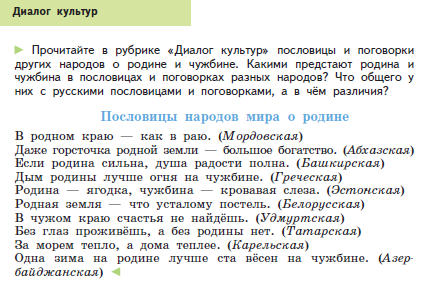 Диалог культур
► Прочитайте в рубрике «Диалог культур» пословицы и поговорки
других народов о родине и чужбине. Какими предстают родина и
чужбина в пословицах и поговорках разных народов? Что общего у
них с русскими пословицами и поговорками, а в чём различия?
Пословицы народов мира о родине
В родном краю — как в раю. (Мордовская)
Даже горсточка родной земли — большое богатство. (Абхазская)
Если родина сильна, душа радости полна. (Башкирская)
Дым родины лучше огня на чужбине. (Греческая)
Родина — ягодка, чужбина — кровавая слеза. (Эстонская)
Родная земля — что усталому постель. (Белорусская)
В чужом краю счастья не найдёшь. (Удмуртская)
Без глаз проживёшь, а без родины нет. (Татарская)
За морем тепло, а дома теплее. (Карельская)
Одна зима на родине лучше ста вёсен на чужбине. (Азер-
байджанская) ◄